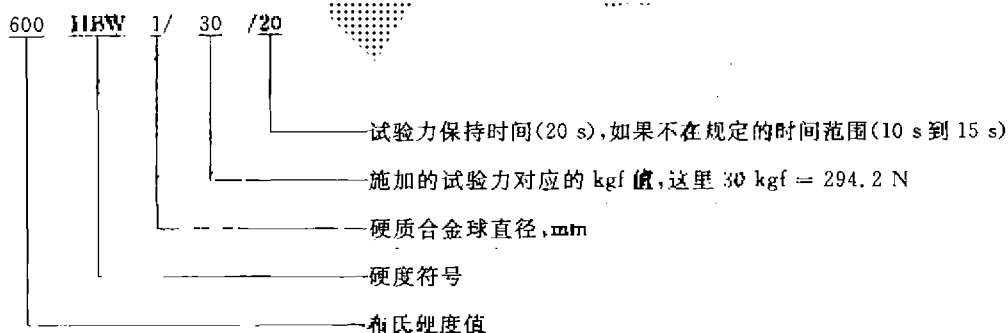 600 HBW 1/ 30 /20
试验力保持时间(20 s),如果不在规定的时间范围(10 s到 15 s)
施加的试验力对应的 kgf 值,这里 30 kgf = 294.2 N
硬质合金球直径,mm
硬度符号
布氏硬度值